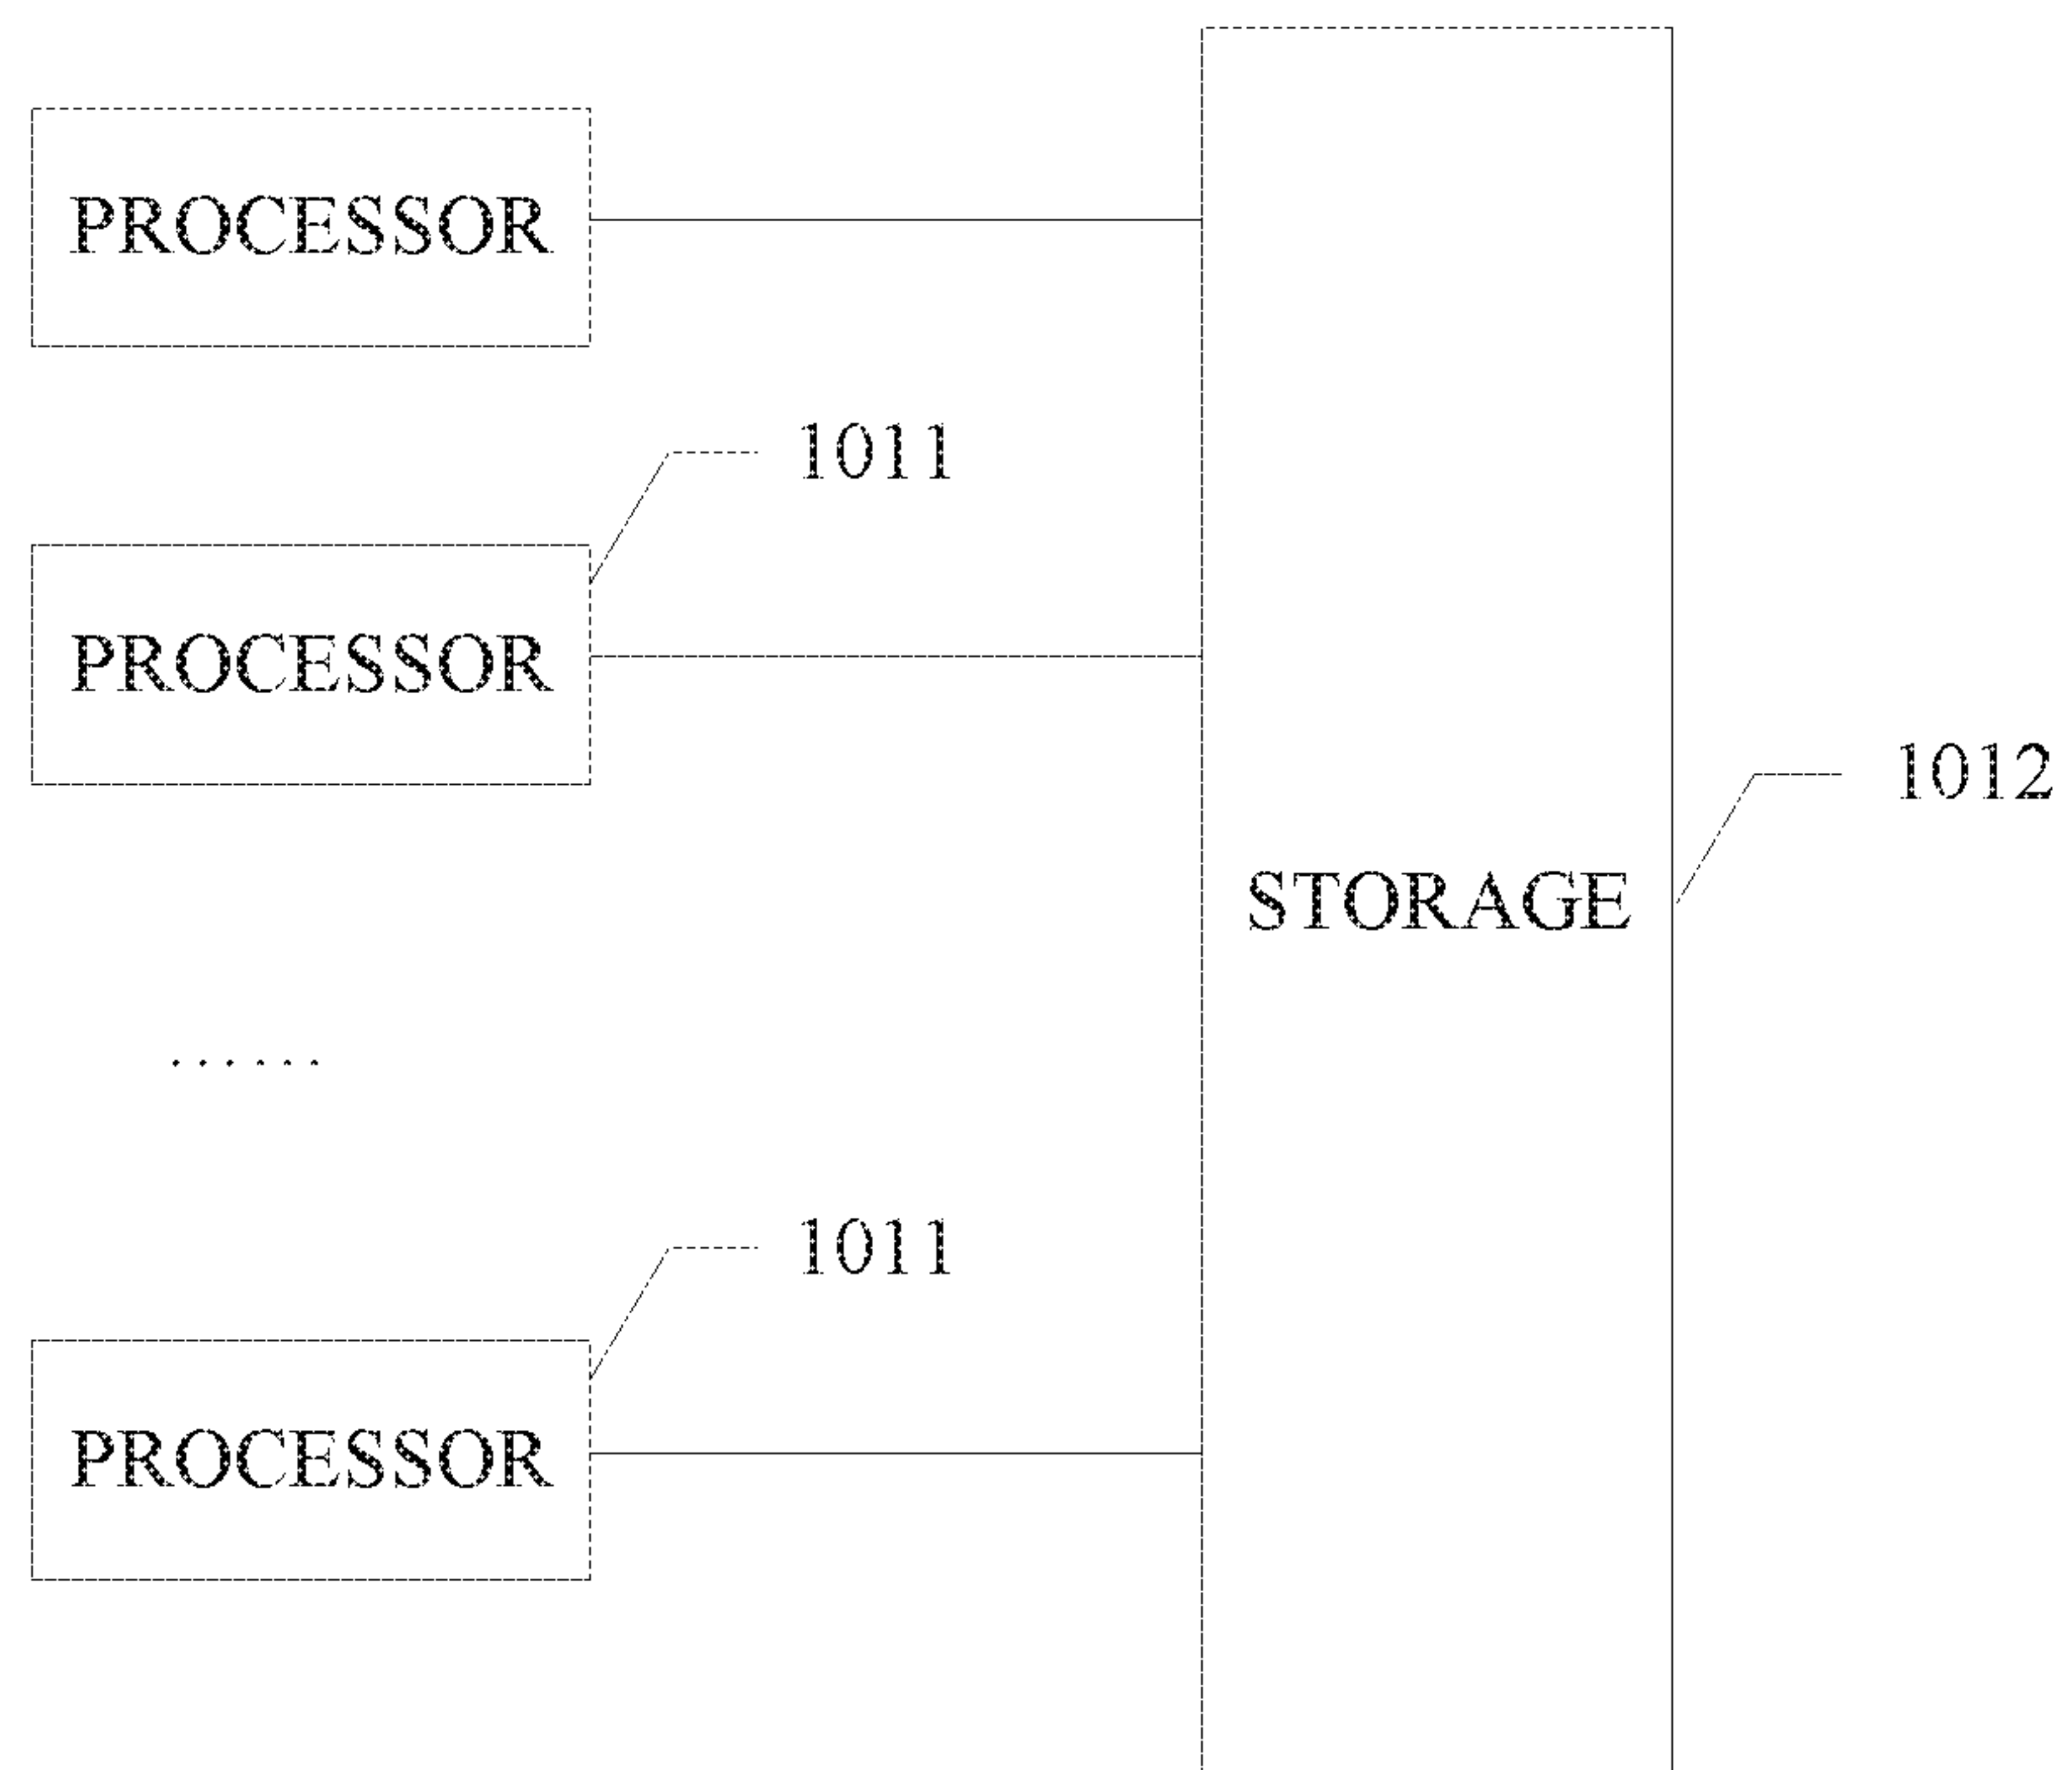 PROCESSOR
1011
PROCESSOR
1012
STORAGE
......
1011
PROCESSOR